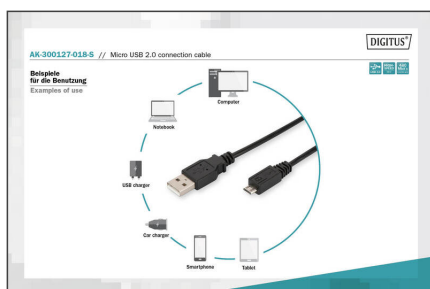 DIGITUS®
AK-300127-018-S // Micro USB 2.0 connection cable
Beispiele
für die Benutzung
Examples of use
Computer
Notebook
USB charger
Car charger
Smartphone
Tablet